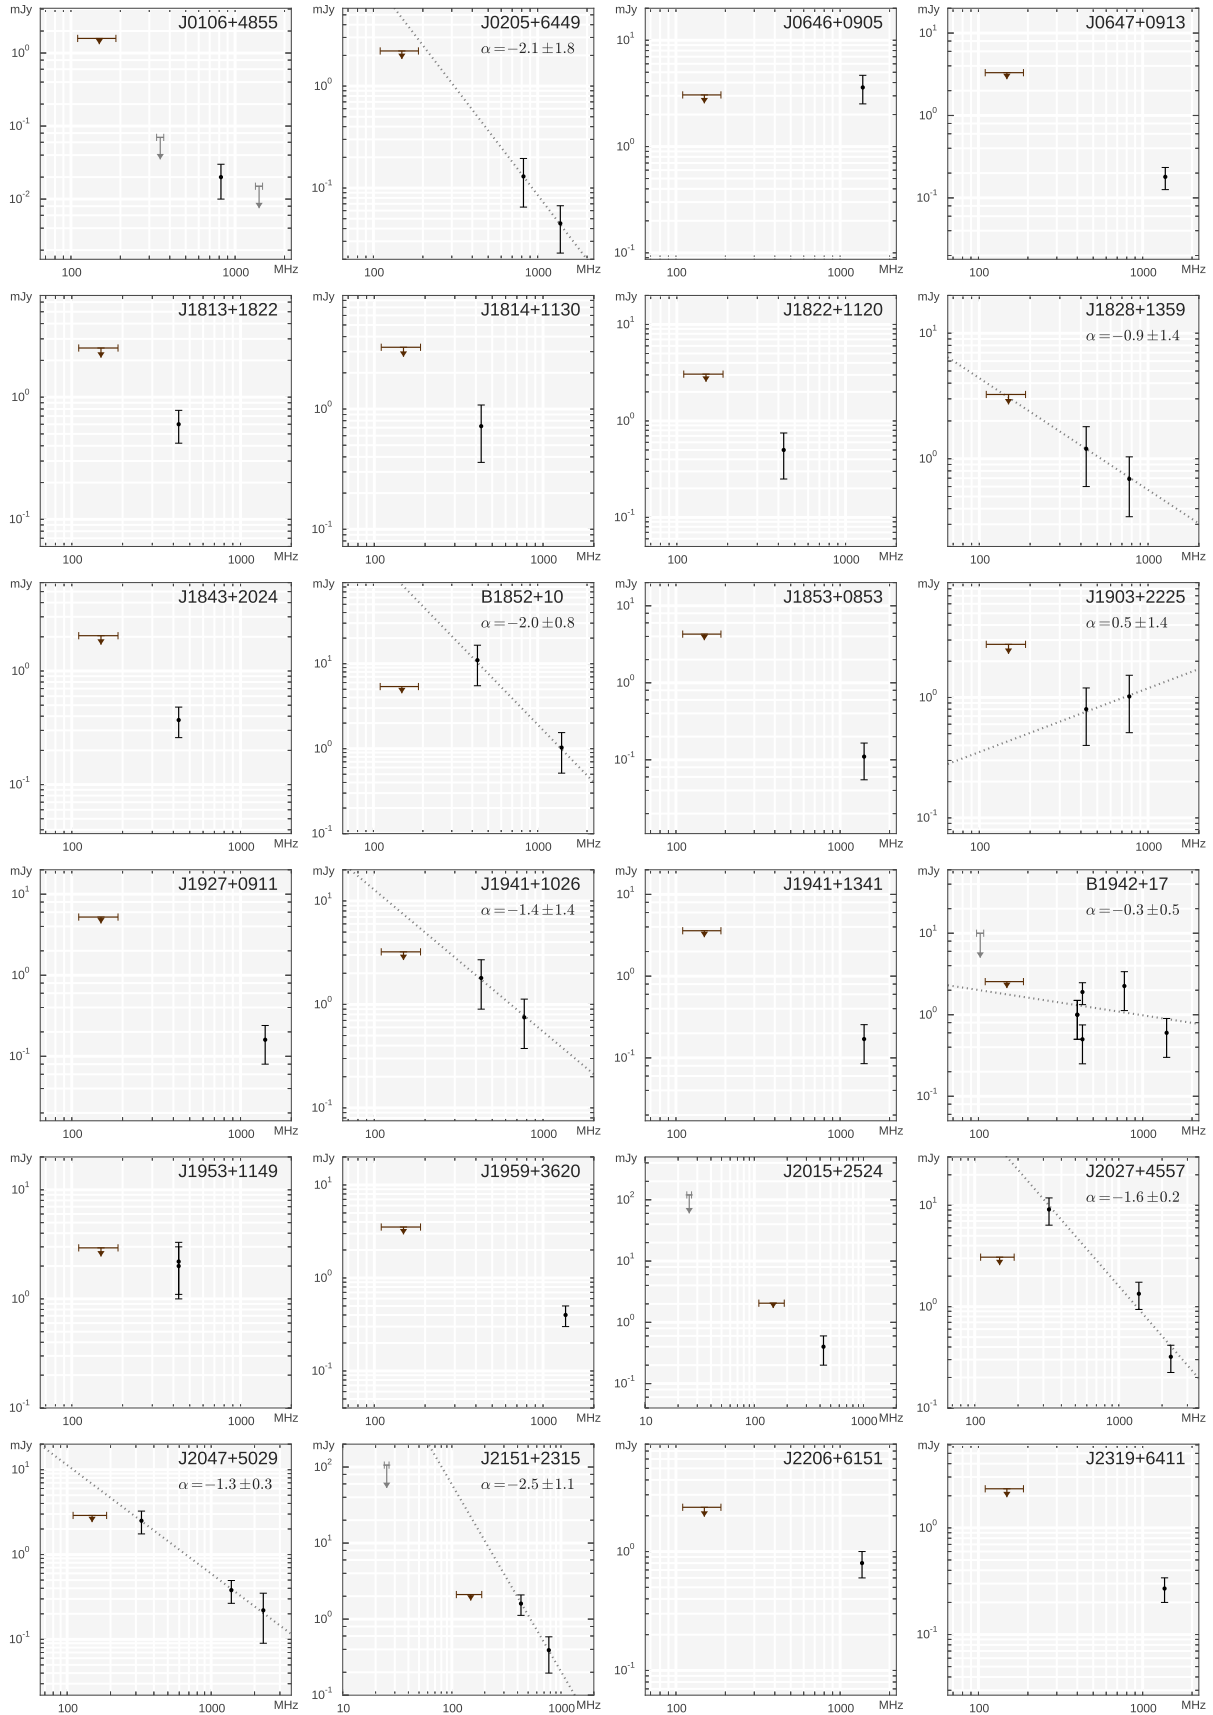 mJy J0106+4855
10^0
10^-1
10^-2
100 1000 MHz
mJy J0205+6449
α=−2.1±1.8
10^0
10^-1
100 1000 MHz
mJy J0646+0905
10^1
10^0
10^-1
100 1000 MHz
mJy J0647+0913
10^1
10^0
10^-1
100 1000 MHz
mJy J1813+1822
10^0
10^-1
100 1000 MHz
mJy J1814+1130
10^0
10^-1
100 1000 MHz
mJy J1822+1120
10^1
10^0
10^-1
100 1000 MHz
mJy J1828+1359
α=−0.9±1.4
10^1
10^0
100 1000 MHz
mJy J1843+2024
10^0
10^-1
100 1000 MHz
mJy B1852+10
α=−2.0±0.8
10^1
10^0
10^-1
100 1000 MHz
mJy J1853+0853
10^1
10^0
10^-1
100 1000 MHz
mJy J1903+2225
α=0.5±1.4
10^0
10^-1
100 1000 MHz
mJy J1927+0911
10^1
10^0
10^-1
100 1000 MHz
mJy J1941+1026
α=−1.4±1.4
10^1
10^0
10^-1
100 1000 MHz
mJy J1941+1341
10^1
10^0
10^-1
100 1000 MHz
mJy B1942+17
α=−0.3±0.5
10^1
10^0
10^-1
100 1000 MHz
mJy J1953+1149
10^1
10^0
10^-1
100 1000 MHz
mJy J1959+3620
10^1
10^0
10^-1
100 1000 MHz
mJy J2015+2524
10^2
10^1
10^0
10^-1
10 100 1000 MHz
mJy J2027+4557
α=−1.6±0.2
10^1
10^0
10^-1
100 1000 MHz
mJy J2047+5029
α=−1.3±0.3
10^1
10^0
10^-1
100 1000 MHz
mJy J2151+2315
α=−2.5±1.1
10^2
10^1
10^0
10^-1
10 100 1000 MHz
mJy J2206+6151
10^0
10^-1
100 1000 MHz
mJy J2319+6411
10^0
10^-1
100 1000 MHz